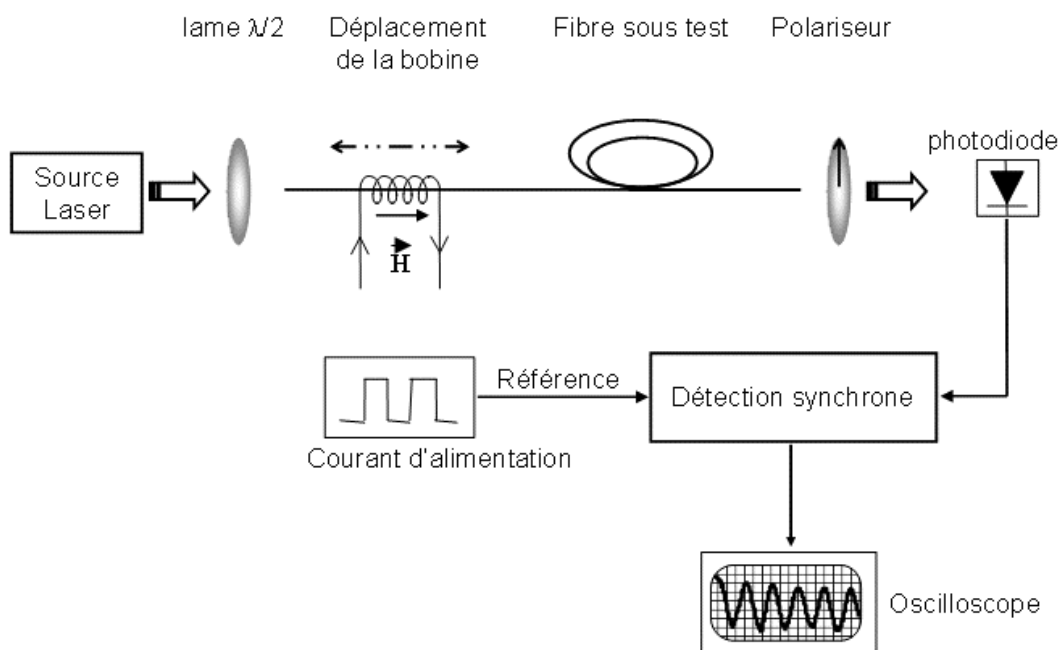 lame λ/2
Déplacement
de la bobine
Fibre sous test
Polariseur
photodiode
Source
Laser
H
Référence
Détection synchrone
Courant d'alimentation
Oscilloscope